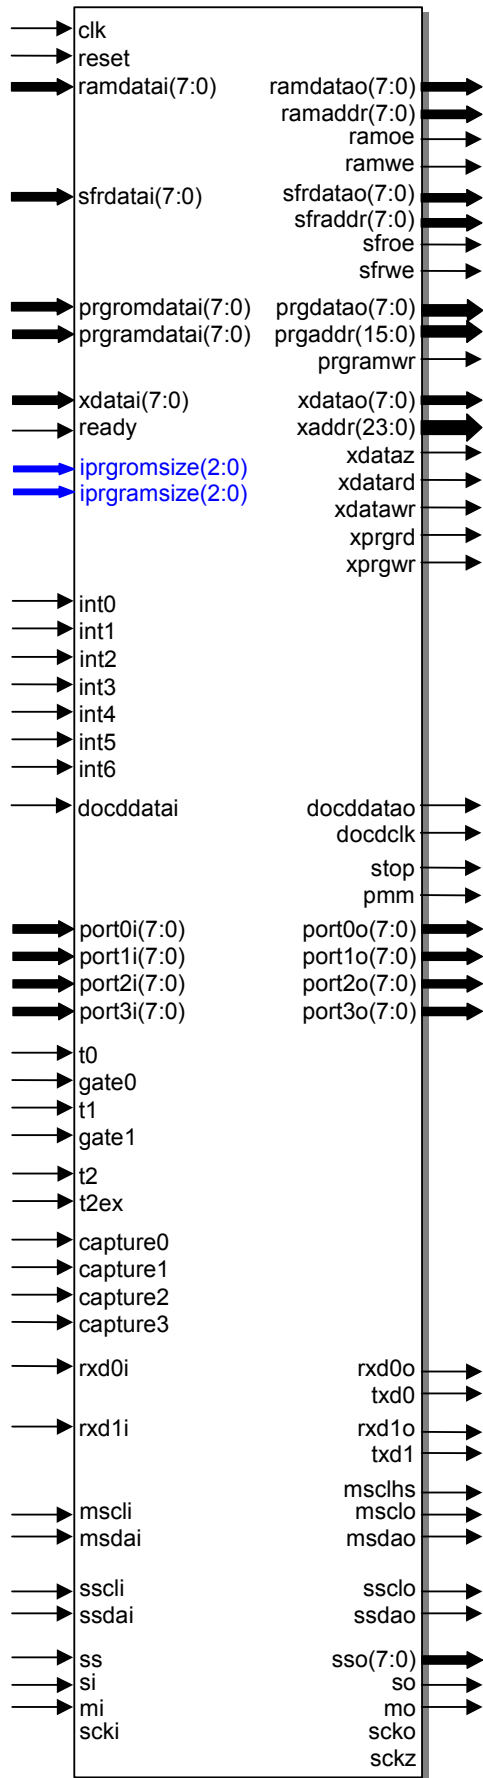 clk
reset
ramdatai(7:0) ramdatao(7:0)
ramaddr(7:0)
ramoe
ramwe
sfrdatai(7:0) sfrdatao(7:0)
sfraddr(7:0)
sfroe
sfrwe
prgromdatai(7:0) prgdatao(7:0)
prgramdatai(7:0) prgaddr(15:0)
prgramwr
xdatai(7:0) xdatao(7:0)
ready xaddr(23:0)
xdataz
iprgromsize(2:0)
xdatard
iprgramsize(2:0)
xdatawr
xprgrd
xprgwr
int0
int1
int2
int3
int4
int5
int6
docddatai docddatao
docdclk
stop
pmm
port0i(7:0) port0o(7:0)
port1i(7:0) port1o(7:0)
port2i(7:0) port2o(7:0)
port3i(7:0) port3o(7:0)
t0
gate0
t1
gate1
t2
t2ex
capture0
capture1
capture2
capture3
rxd0i rxd0o
txd0
rxd1i rxd1o
txd1
msclhs
mscli msclo
msdai msdao
sscli ssclo
ssdai ssdao
ss sso(7:0)
si so
mi mo
scki scko
sckz